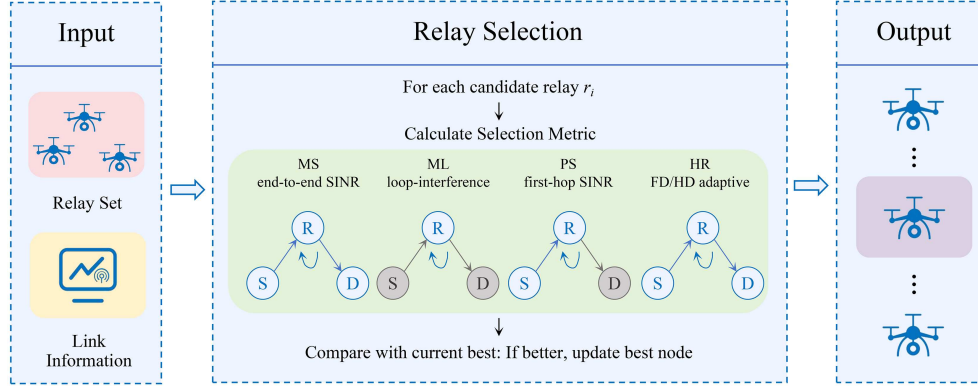 Input
Relay Set
Link
Information
Relay Selection
For each candidate relay r_i
Calculate Selection Metric
MS
end-to-end SINR
ML
loop-interference
PS
first-hop SINR
HR
FD/HD adaptive
R
S
D
R
S
D
R
S
D
R
S
D
Compare with current best: If better, update best node
Output